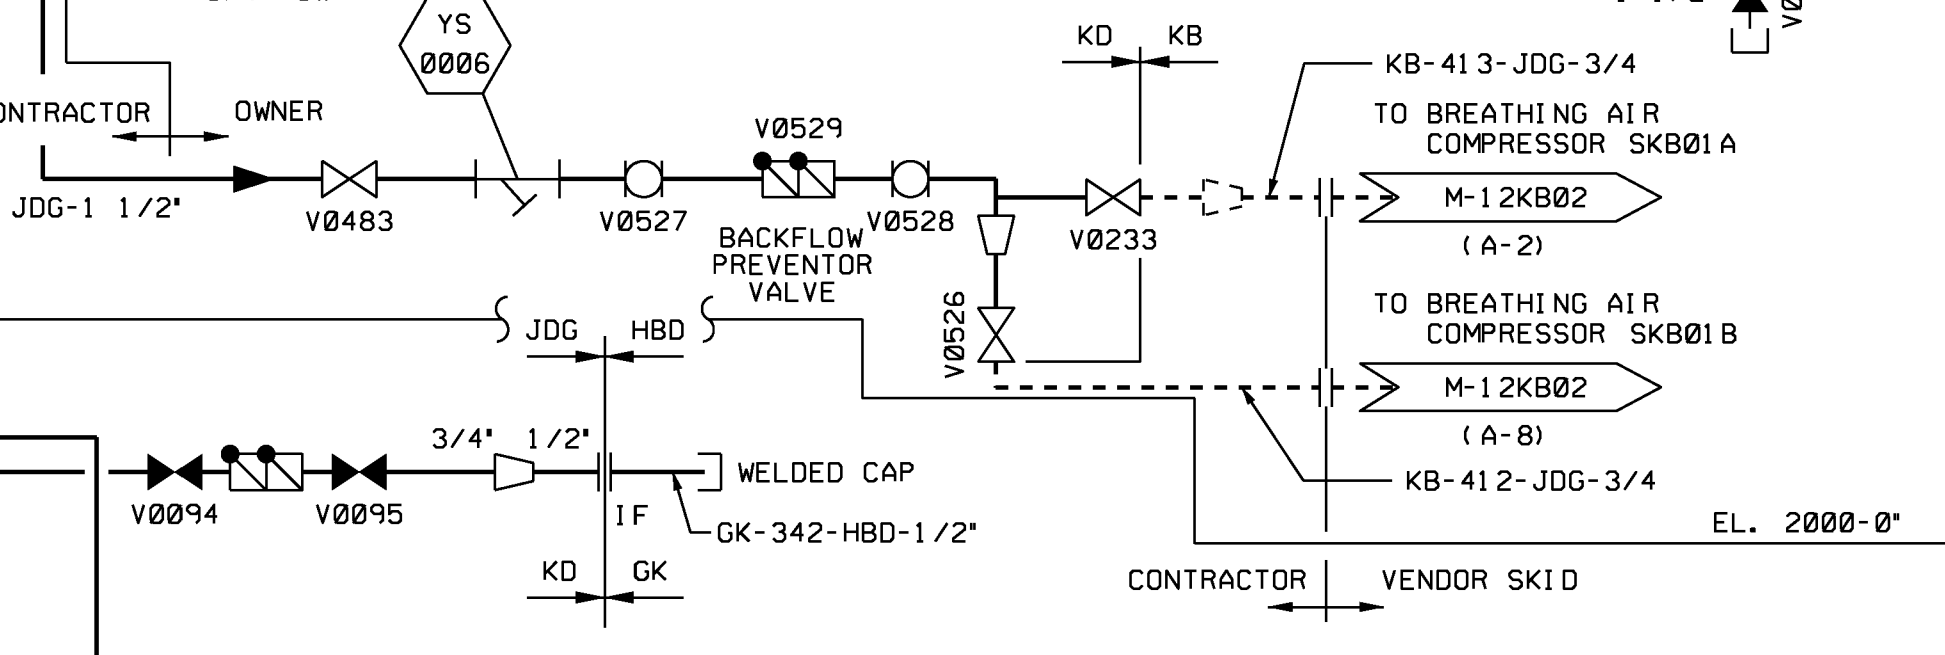 YS
0006
KD
KB
KB-413-JDG-3/4
OWNER
V0529
TO BREATHING AIR
COMPRESSOR SKB01A
JDG-1 1/2"
V0483
V0527
V0528
V0233
M-12KB02
(A-2)
BACKFLOW
PREVENTOR
VALVE
V0526
TO BREATHING AIR
COMPRESSOR SKB01B
JDG
HBD
M-12KB02
(A-8)
3/4"
1/2"
WELDED CAP
KB-412-JDG-3/4
V0094
V0095
IF
GK-342-HBD-1/2"
EL. 2000-0"
KD
GK
CONTRACTOR
VENDOR SKID